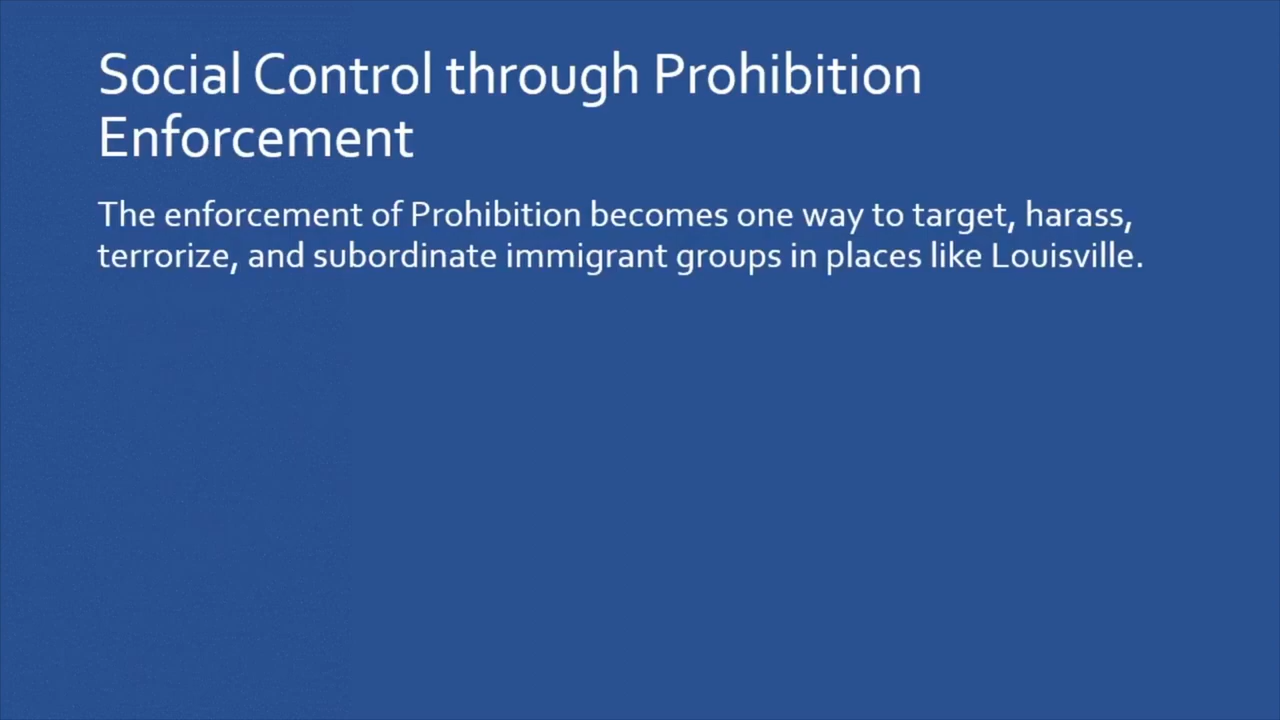 Social Control through Prohibition
Enforcement
The enforcement of Prohibition becomes one way to target, harass,
terrorize, and subordinate immigrant groups in places like Louisville.